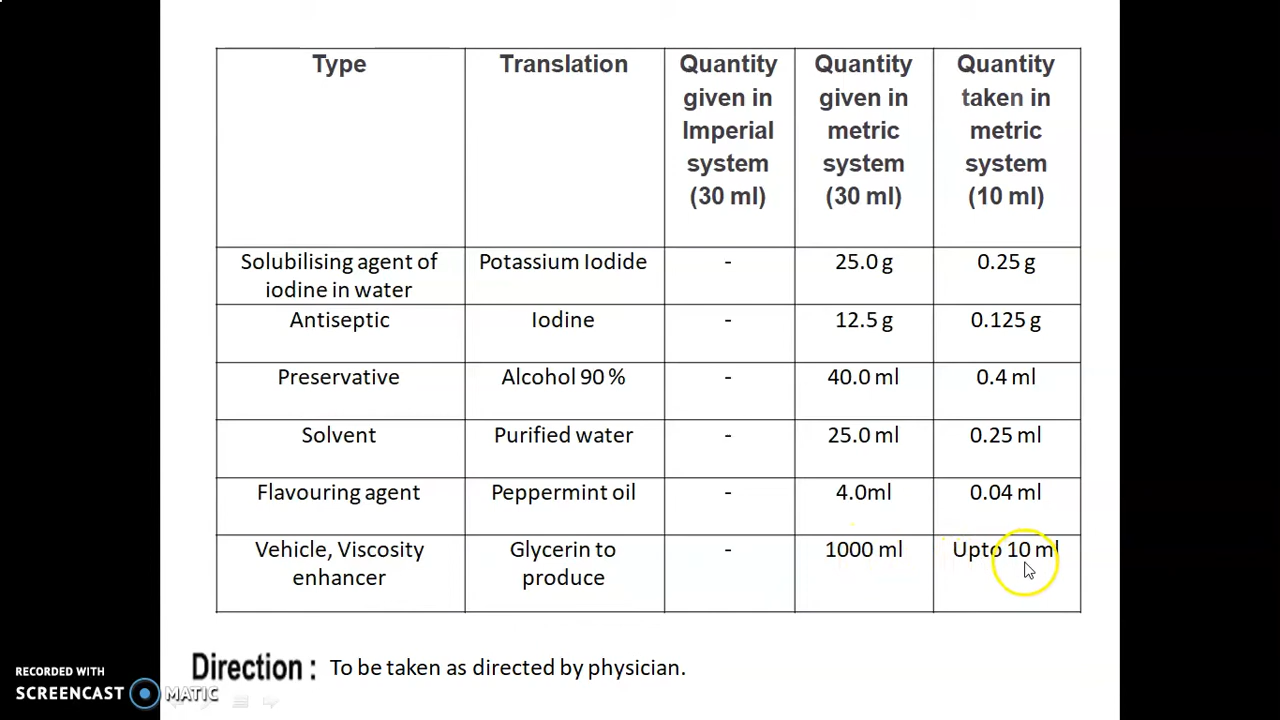 Type Translation Quantity given in Imperial system (30 ml) Quantity given in metric system (30 ml) Quantity taken in metric system (10 ml)
Solubilising agent of iodine in water Potassium Iodide - 25.0 g 0.25 g
Antiseptic Iodine - 12.5 g 0.125 g
Preservative Alcohol 90 % - 40.0 ml 0.4 ml
Solvent Purified water - 25.0 ml 0.25 ml
Flavouring agent Peppermint oil - 4.0ml 0.04 ml
Vehicle, Viscosity enhancer Glycerin to produce - 1000 ml Upto 10 ml
Direction : To be taken as directed by physician.
RECORDED WITH
SCREENCAST MATIC